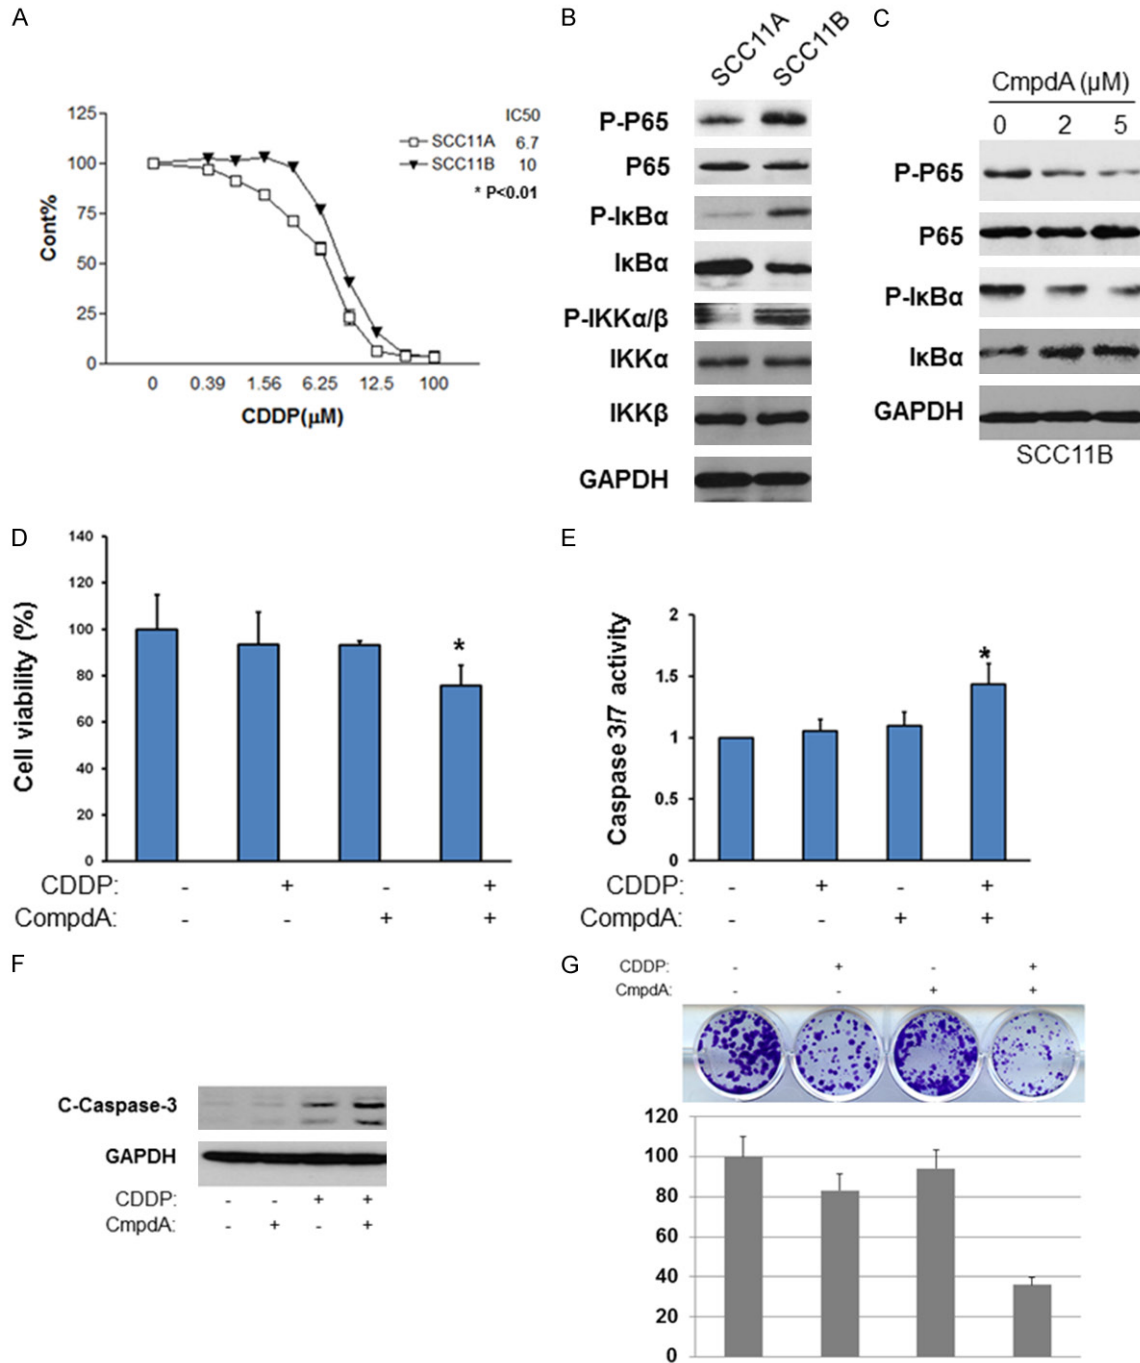 A
125
100
75
50
25
0
Cont%
0 0.39 1.56 6.25 12.5 100
CDDP(μM)
IC50
SCC11A 6.7
SCC11B 10
* P<0.01
B
SCC11A SCC11B
P-P65
P65
P-IκBα
IκBα
P-IKKα/β
IKKα
IKKβ
GAPDH
C
CmpdA (μM)
0 2 5
P-P65
P65
P-IκBα
IκBα
GAPDH
SCC11B
D
140
120
100
80
60
40
20
0
Cell viability (%)
*
CDDP: - + - +
CompdA: - - + +
E
2
1.5
1
0.5
0
Caspase 3/7 activity
*
CDDP: - + - +
CompdA: - - + +
F
C-Caspase-3
GAPDH
CDDP: - - + +
CmpdA: - + - +
G
CDDP: - + - +
CmpdA: - - + +
120
100
80
60
40
20
0